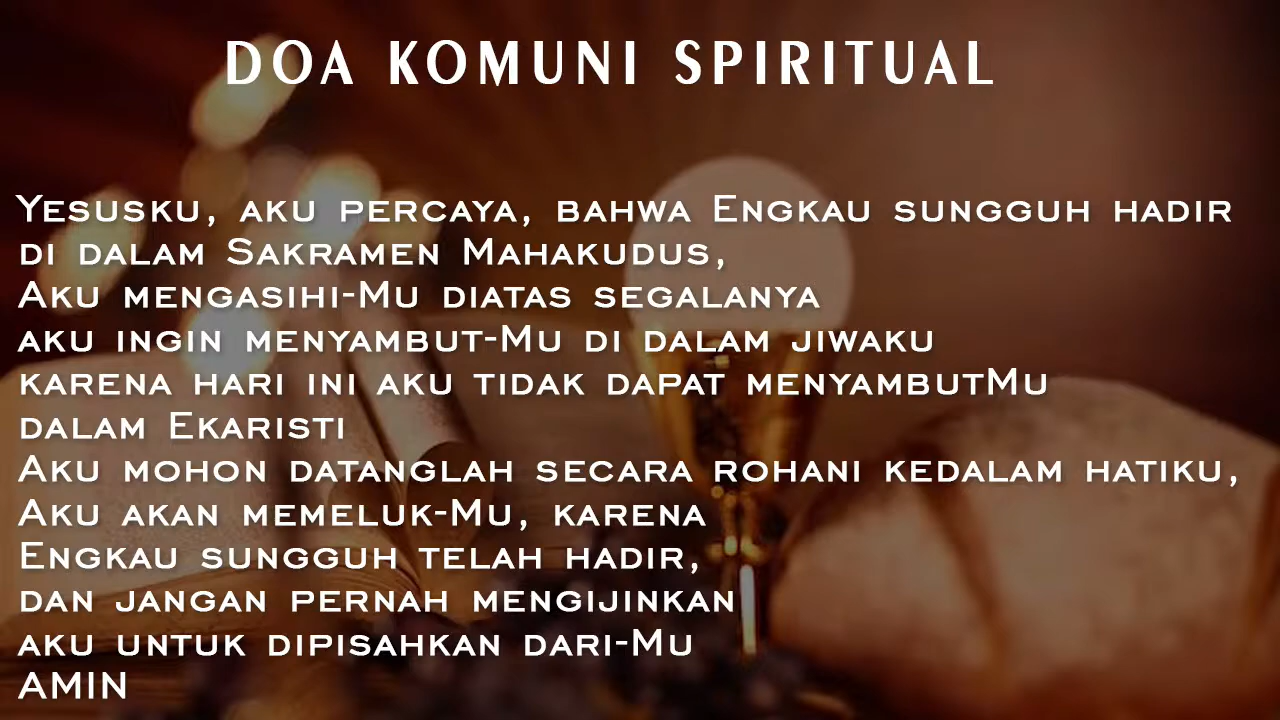 DOA KOMUNI SPIRITUAL
Yesusku, aku percaya, bahwa Engkau sungguh hadir
di dalam Sakramen Mahakudus,
Aku mengasihi-Mu diatas segalanya
aku ingin menyambut-Mu di dalam jiwaku
karena hari ini aku tidak dapat menyambutMu
dalam Ekaristi
Aku mohon datanglah secara rohani kedalam hatiku,
Aku akan memeluk-Mu, karena
Engkau sungguh telah hadir,
dan jangan pernah mengijinkan
aku untuk dipisahkan dari-Mu
AMIN